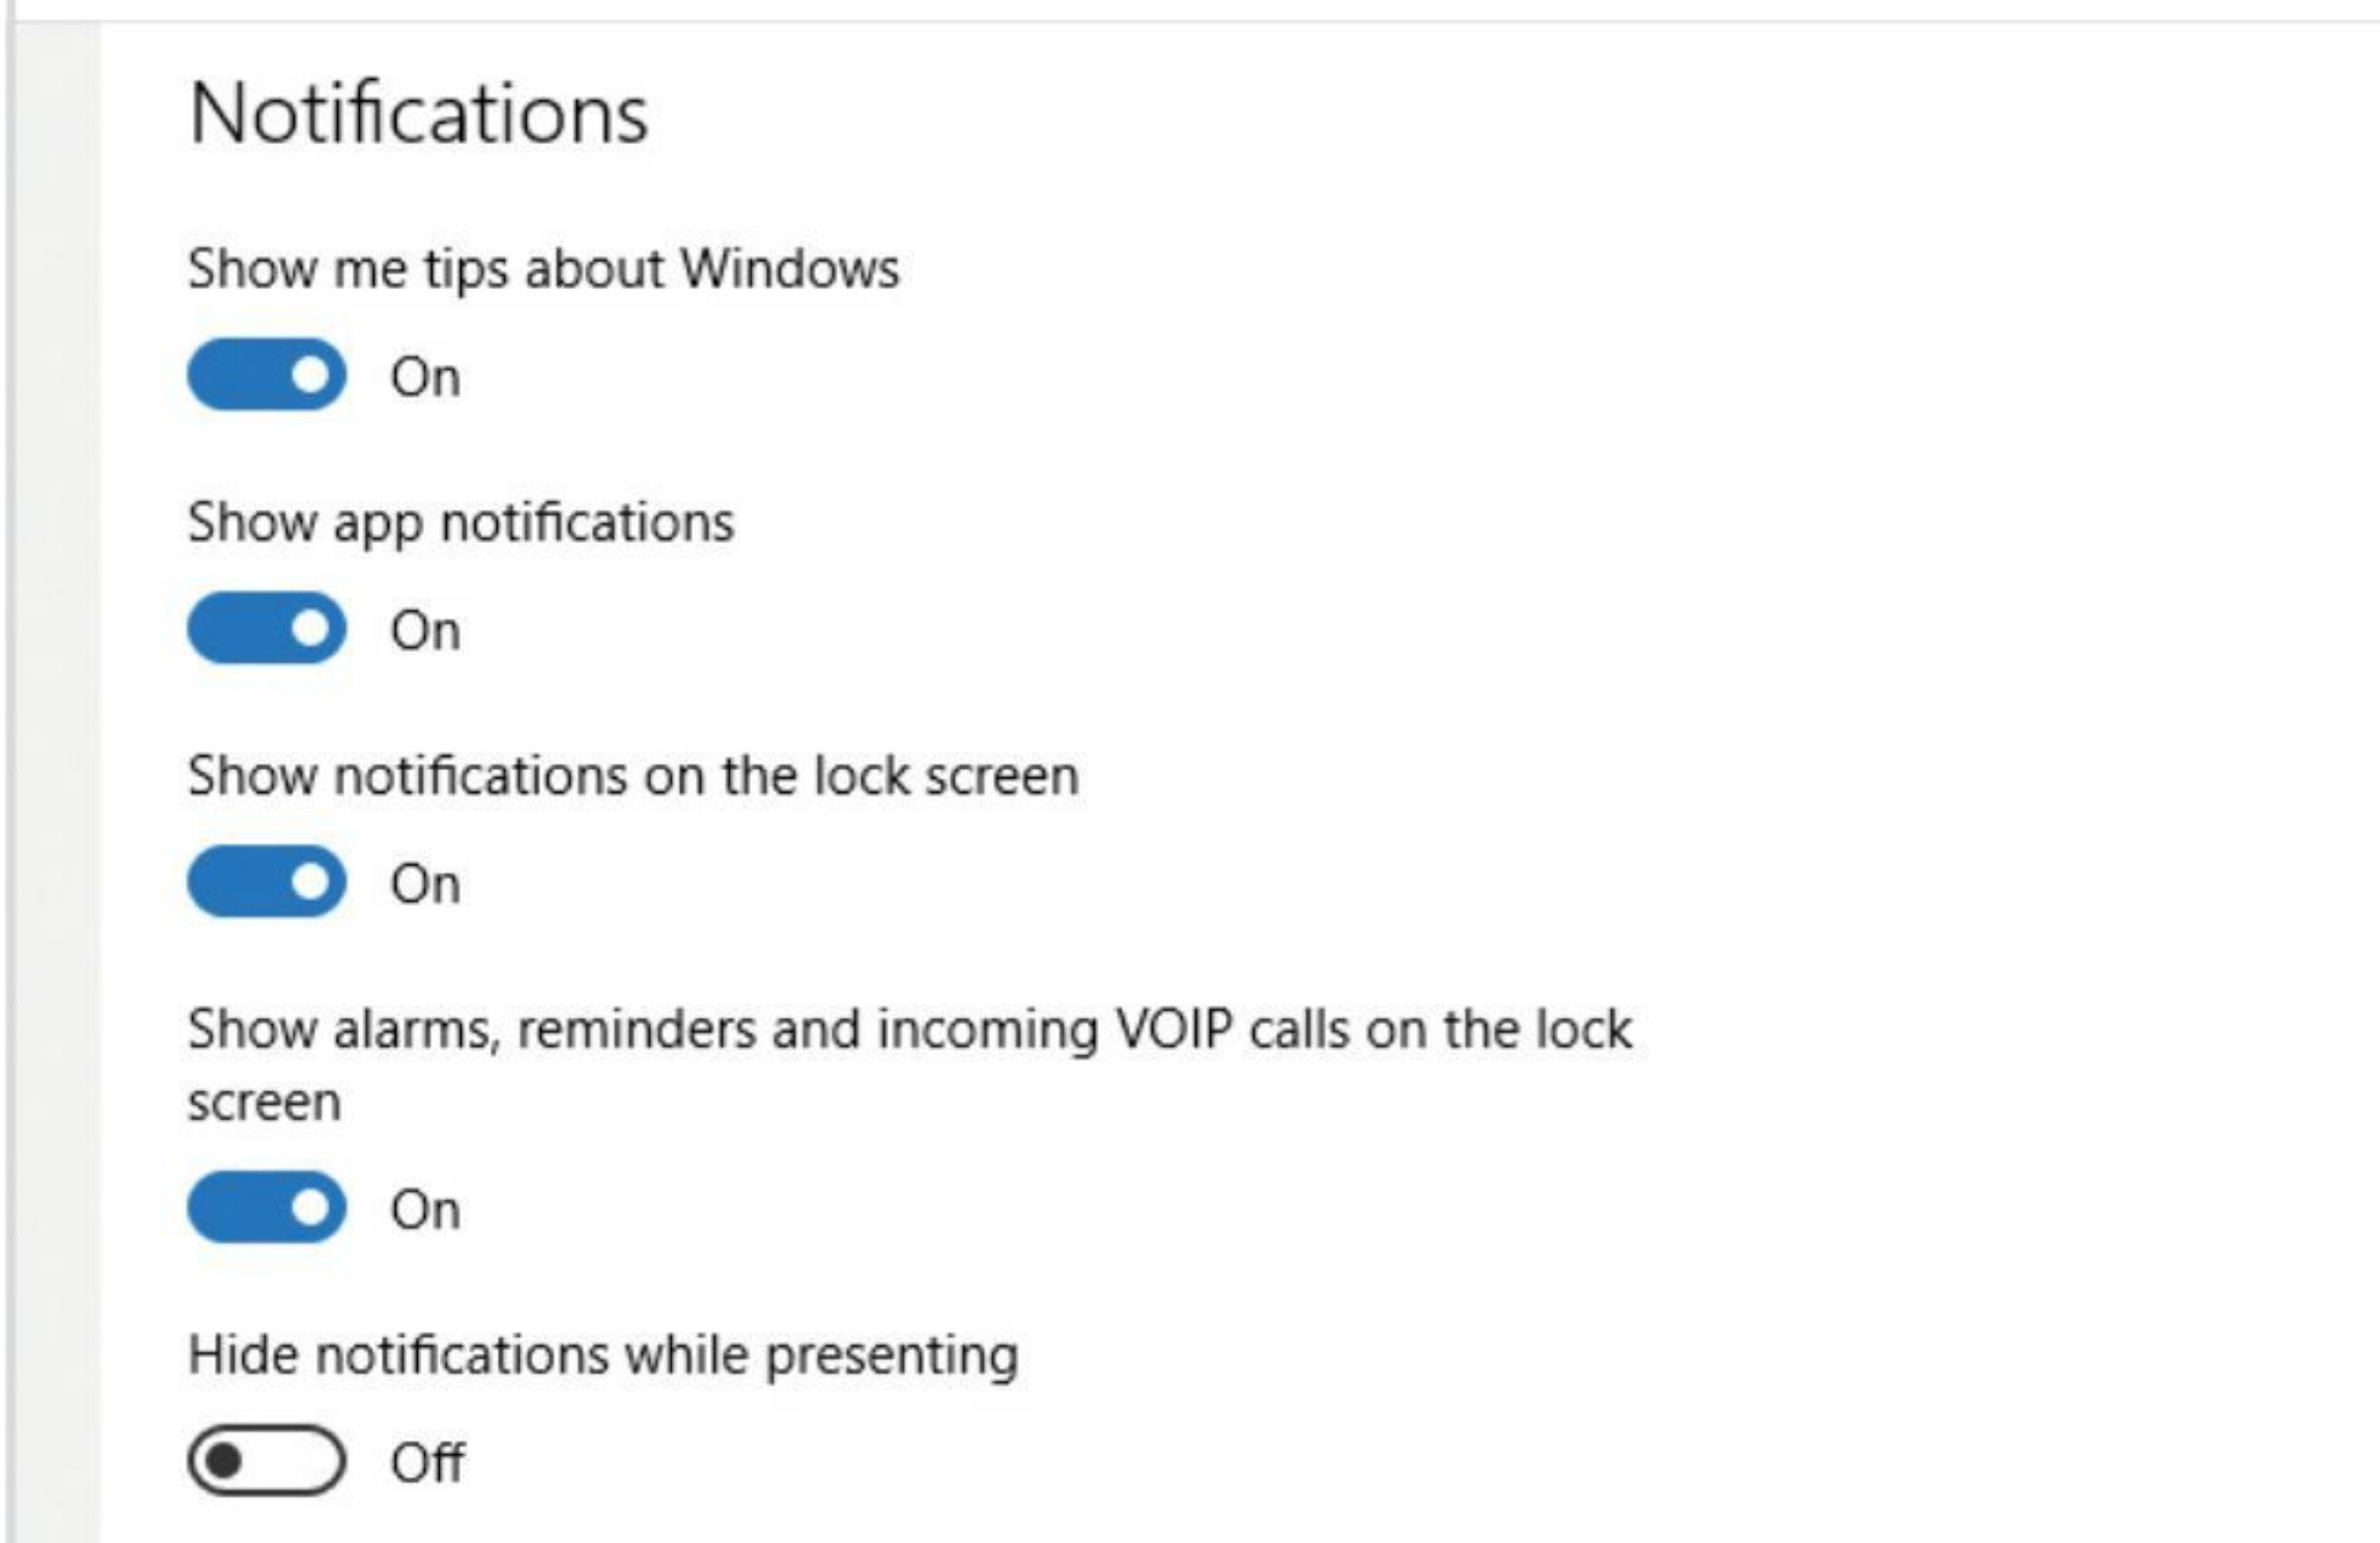 Notifications
Show me tips about Windows
On
Show app notifications
On
Show notifications on the lock screen
On
Show alarms, reminders and incoming VOIP calls on the lock
screen
On
Hide notifications while presenting
Off